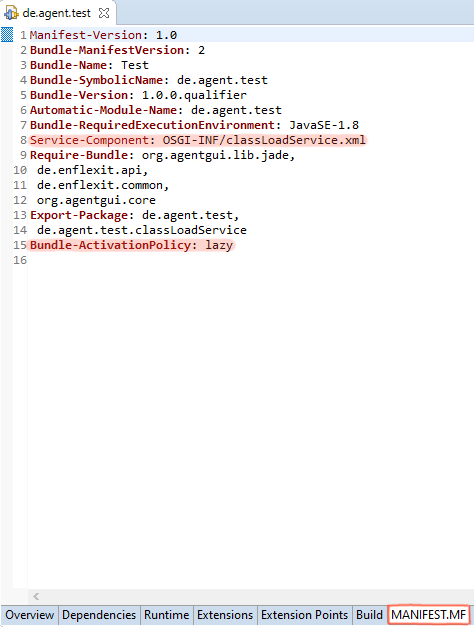 de.agent.test
1 Manifest-Version: 1.0
2 Bundle-ManifestVersion: 2
3 Bundle-Name: Test
4 Bundle-SymbolicName: de.agent.test
5 Bundle-Version: 1.0.0.qualifier
6 Automatic-Module-Name: de.agent.test
7 Bundle-RequiredExecutionEnvironment: JavaSE-1.8
8 Service-Component: OSGI-INF/classLoadService.xml
9 Require-Bundle: org.agentgui.lib.jade,
10 de.enflexit.api,
11 de.enflexit.common,
12 org.agentgui.core
13 Export-Package: de.agent.test,
14 de.agent.test.classLoadService
15 Bundle-ActivationPolicy: lazy
16
Overview Dependencies Runtime Extensions Extension Points Build MANIFEST.MF